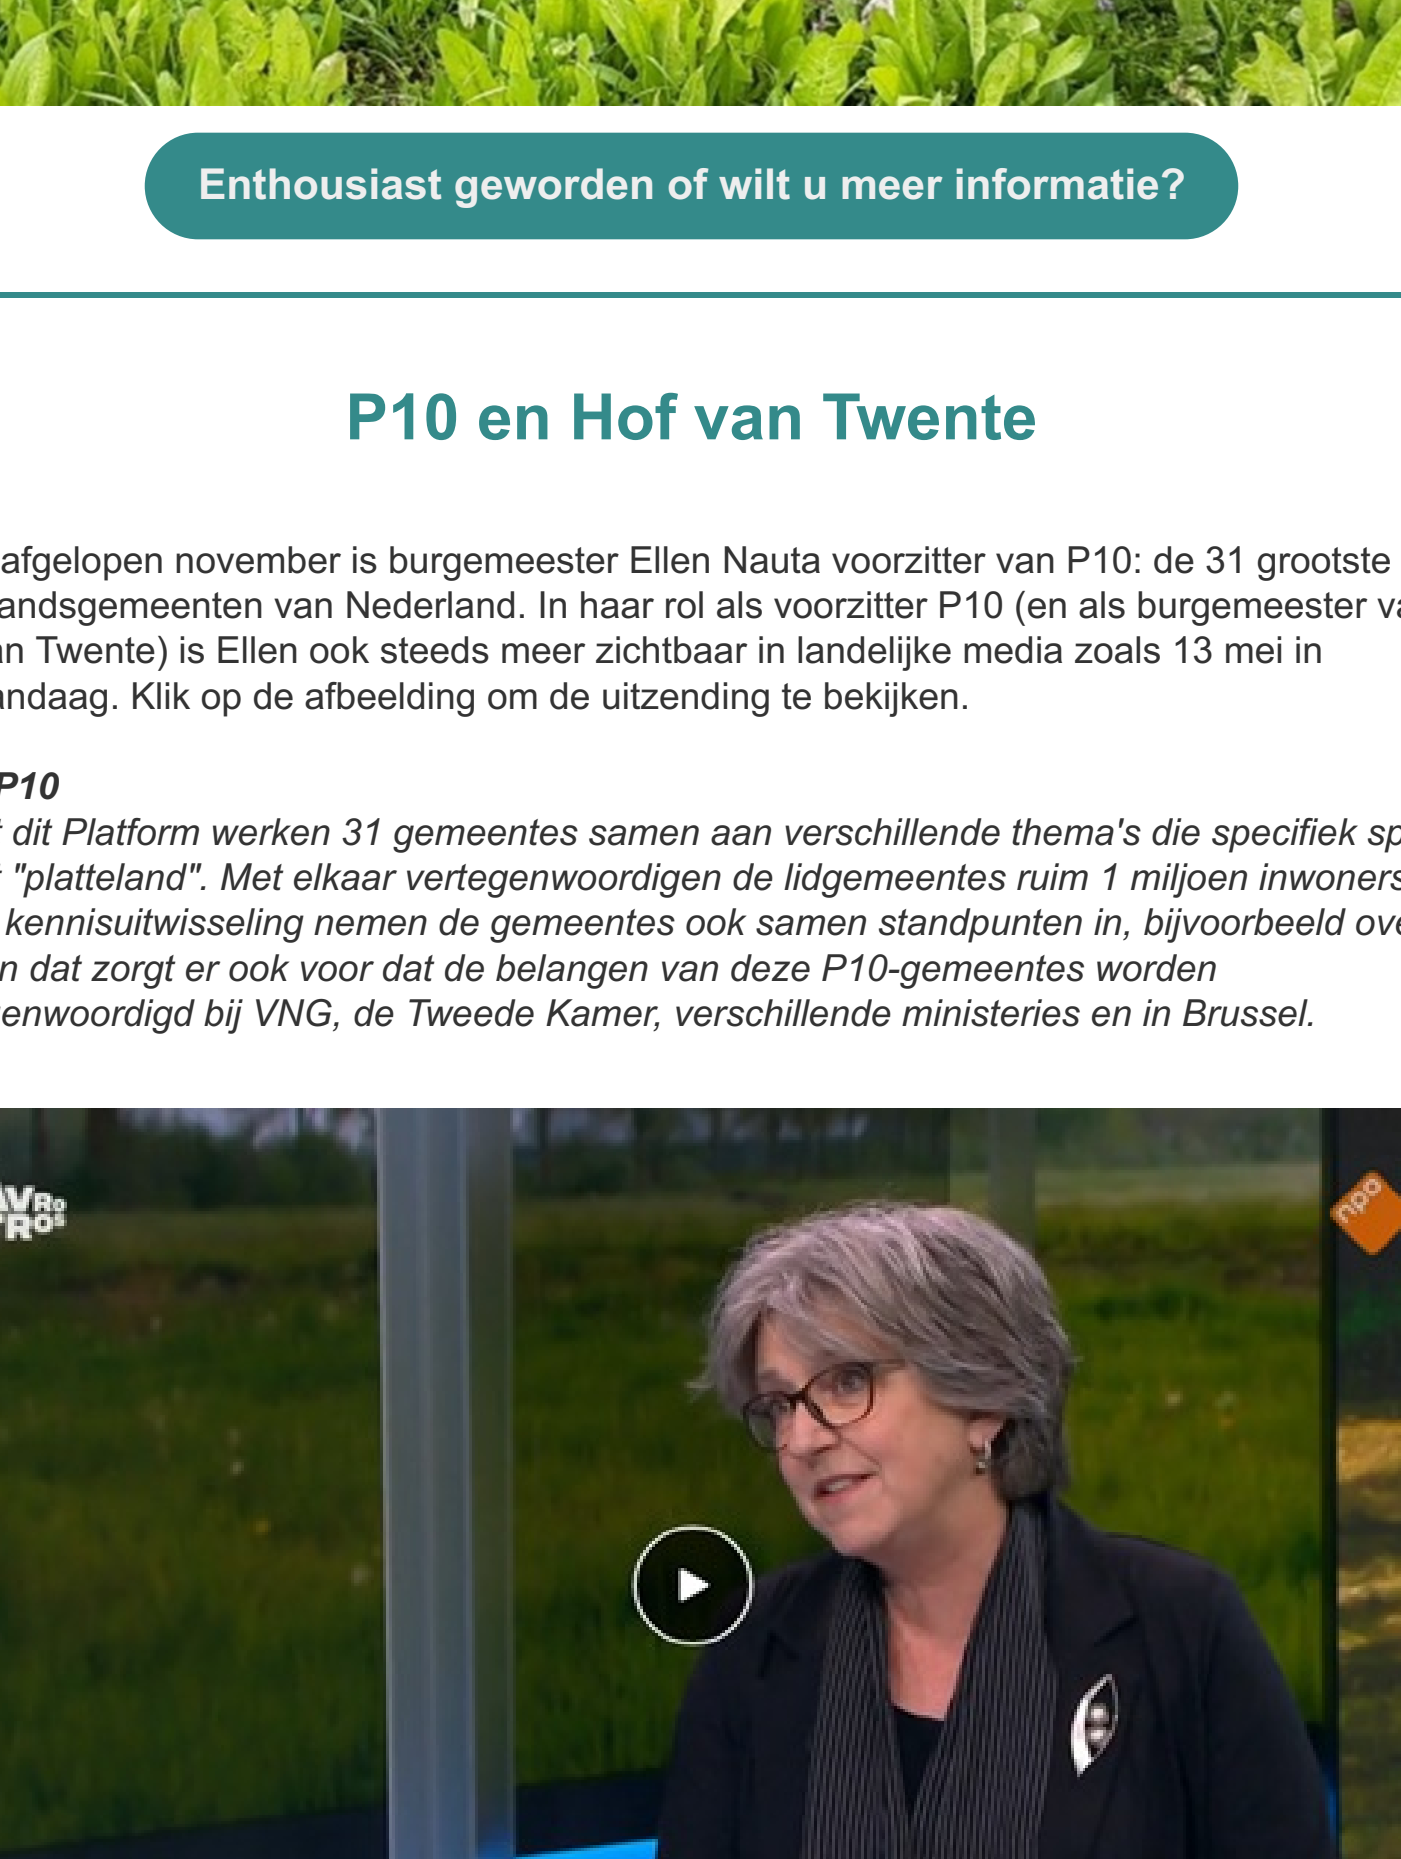 Enthousiast geworden of wilt u meer informatie?
P10 en Hof van Twente
afgelopen november is burgemeester Ellen Nauta voorzitter van P10: de 31 grootste
andsgemeenten van Nederland. In haar rol als voorzitter P10 (en als burgemeester va
an Twente) is Ellen ook steeds meer zichtbaar in landelijke media zoals 13 mei in
andaag. Klik op de afbeelding om de uitzending te bekijken.
P10
t dit Platform werken 31 gemeentes samen aan verschillende thema's die specifiek sp
t "platteland". Met elkaar vertegenwoordigen de lidgemeentes ruim 1 miljoen inwoners
kennisuitwisseling nemen de gemeentes ook samen standpunten in, bijvoorbeeld ove
n dat zorgt er ook voor dat de belangen van deze P10-gemeentes worden
enwoordigd bij VNG, de Tweede Kamer, verschillende ministeries en in Brussel.
AVRO
TROS
npo